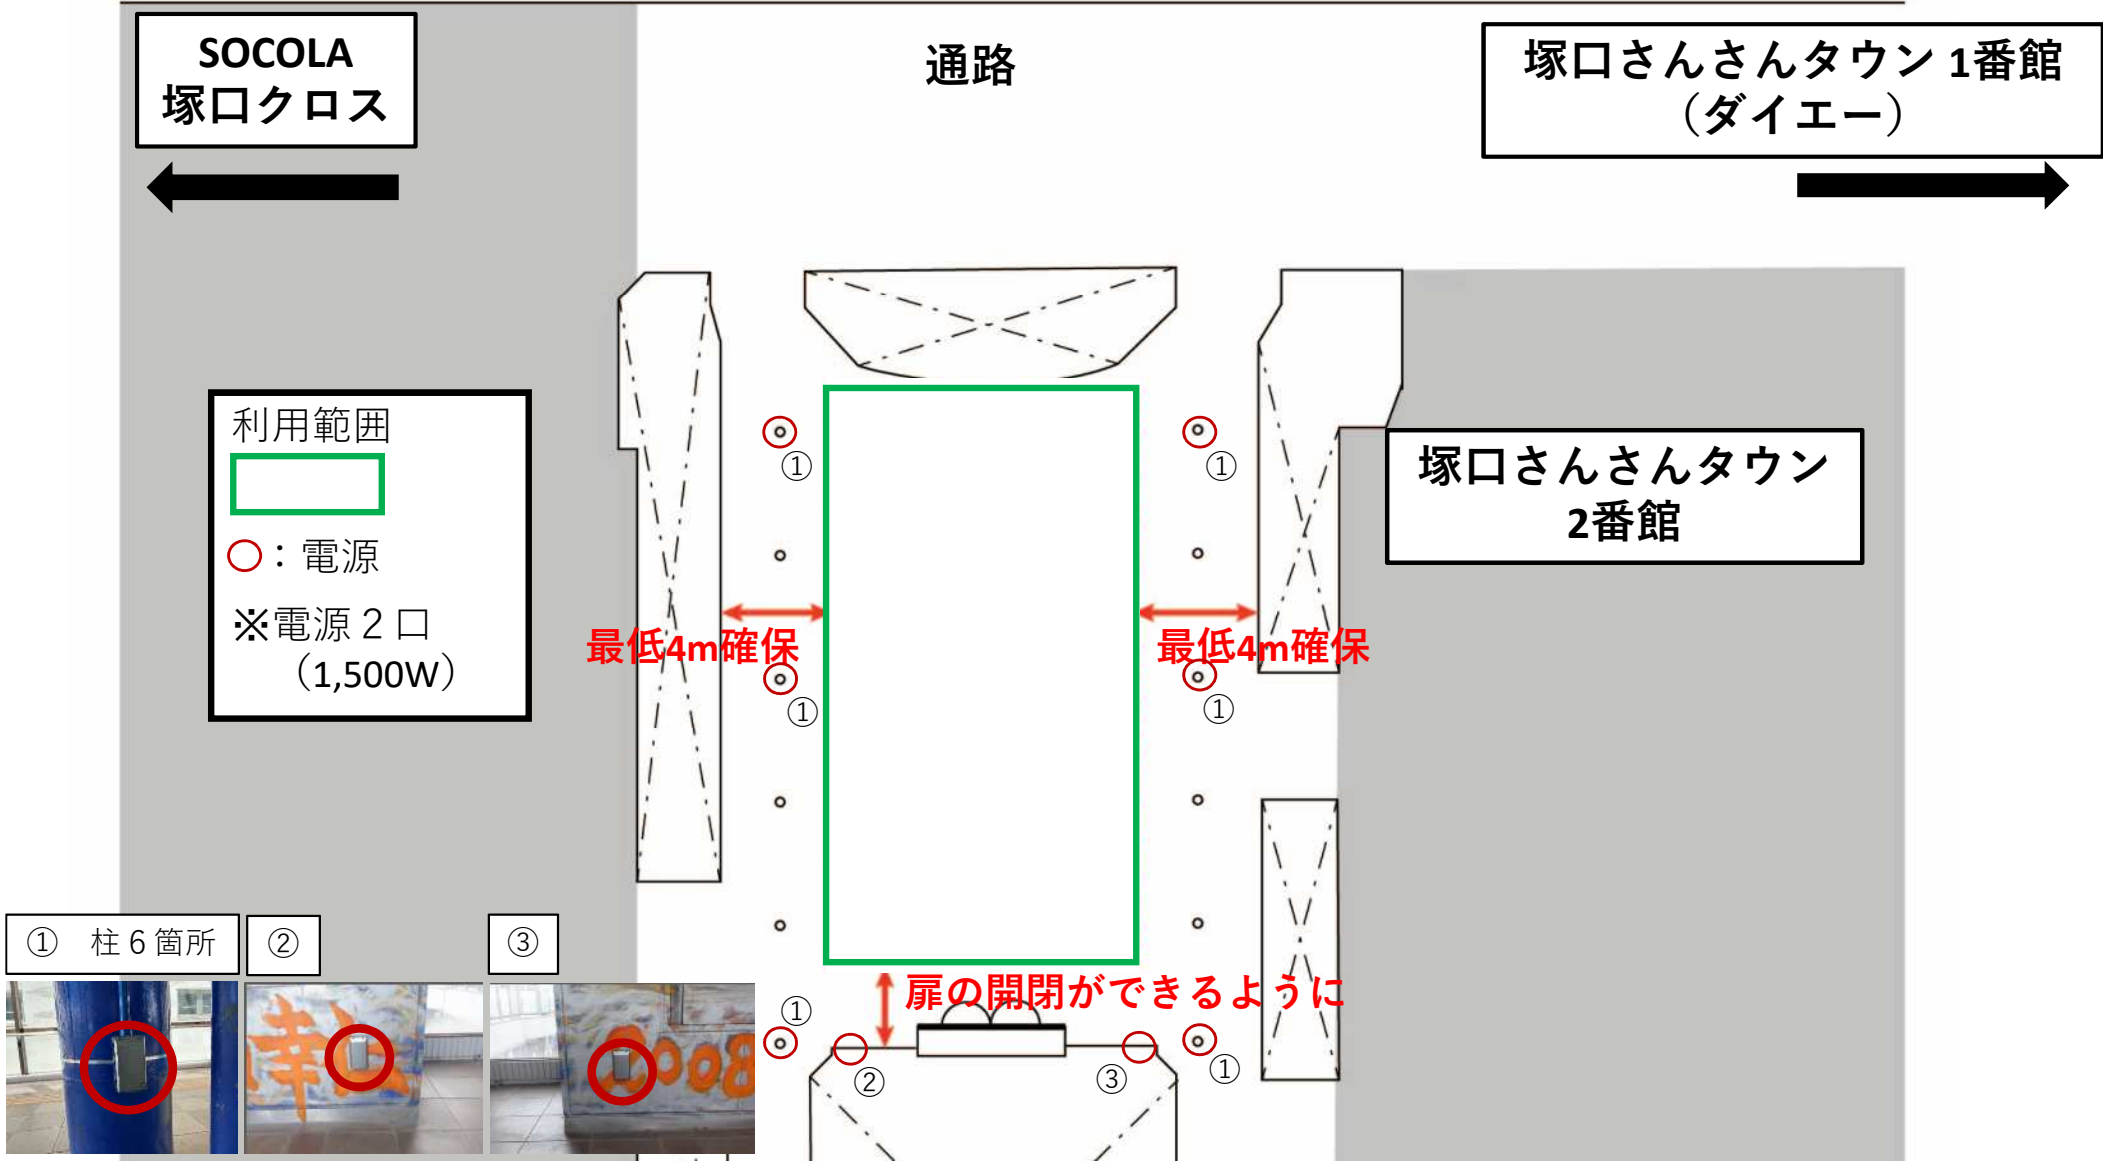 SOCOLA
塚口クロス
通路
塚口さんさんタウン 1番館
（ダイエー）
利用範囲
：電源
※電源２口
（1,500W）
塚口さんさんタウン
2番館
①
①
最低4m確保
最低4m確保
①
①
① 柱６箇所
②
③
扉の開閉ができるように
①
②
③
①
2008